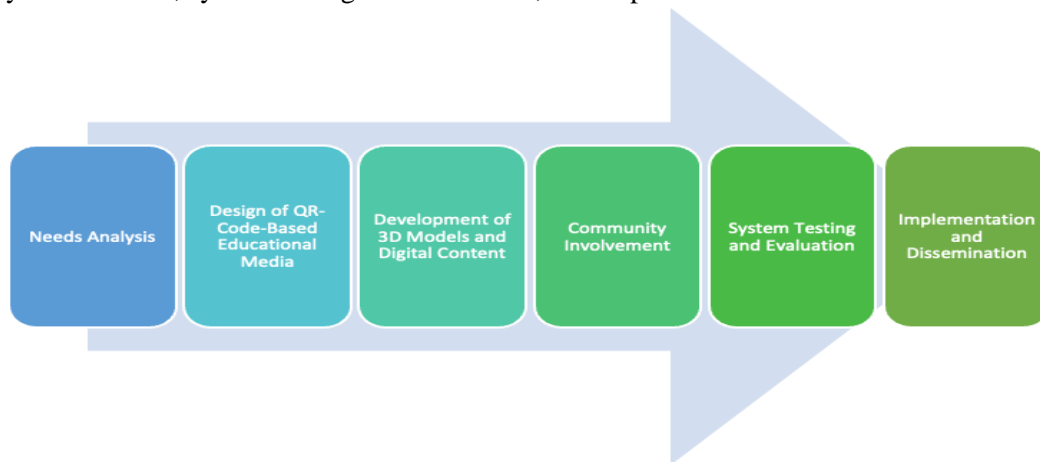 Needs Analysis
Design of QR-
Code-Based
Educational
Media
Development of
3D Models and
Digital Content
Community
Involvement
System Testing
and Evaluation
Implementation
and
Dissemination